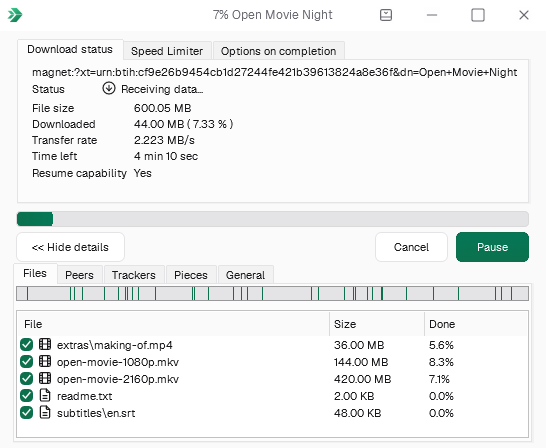 7% Open Movie Night
Download status
Speed Limiter
Options on completion
magnet:?xt=urn:btih:cf9e26b9454cb1d27244fe421b39613824a8e36f&dn=Open+Movie+Night
Status Receiving data...
File size 600.05 MB
Downloaded 44.00 MB ( 7.33 % )
Transfer rate 2.223 MB/s
Time left 4 min 10 sec
Resume capability Yes
<< Hide details
Cancel
Pause
Files
Peers
Trackers
Pieces
General
File Size Done
extras\making-of.mp4 36.00 MB 5.6%
open-movie-1080p.mkv 144.00 MB 8.3%
open-movie-2160p.mkv 420.00 MB 7.1%
readme.txt 2.00 KB 0.0%
subtitles\en.srt 48.00 KB 0.0%